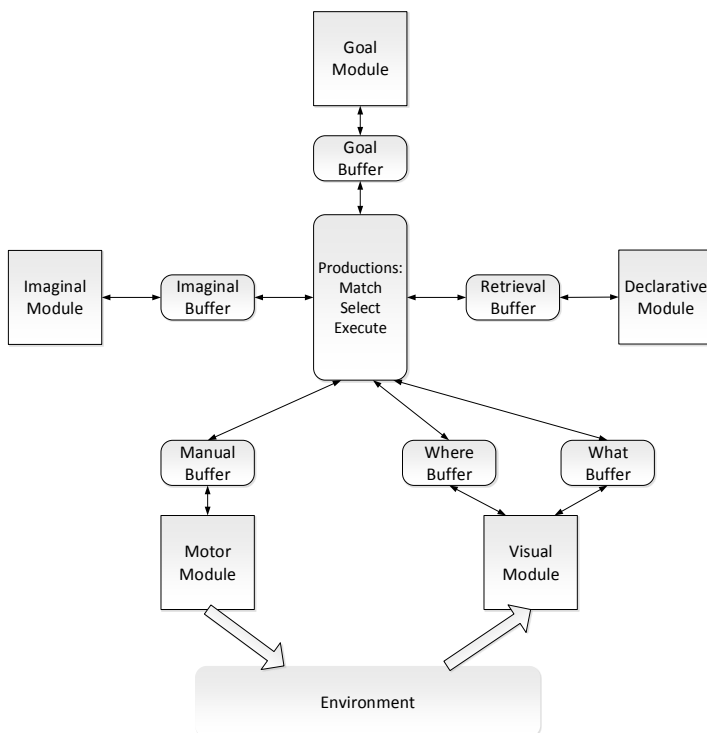 Goal
Module
Goal
Buffer
Imaginal
Module
Imaginal
Buffer
Productions:
Match
Select
Execute
Retrieval
Buffer
Declarative
Module
Manual
Buffer
Where
Buffer
What
Buffer
Motor
Module
Visual
Module
Environment